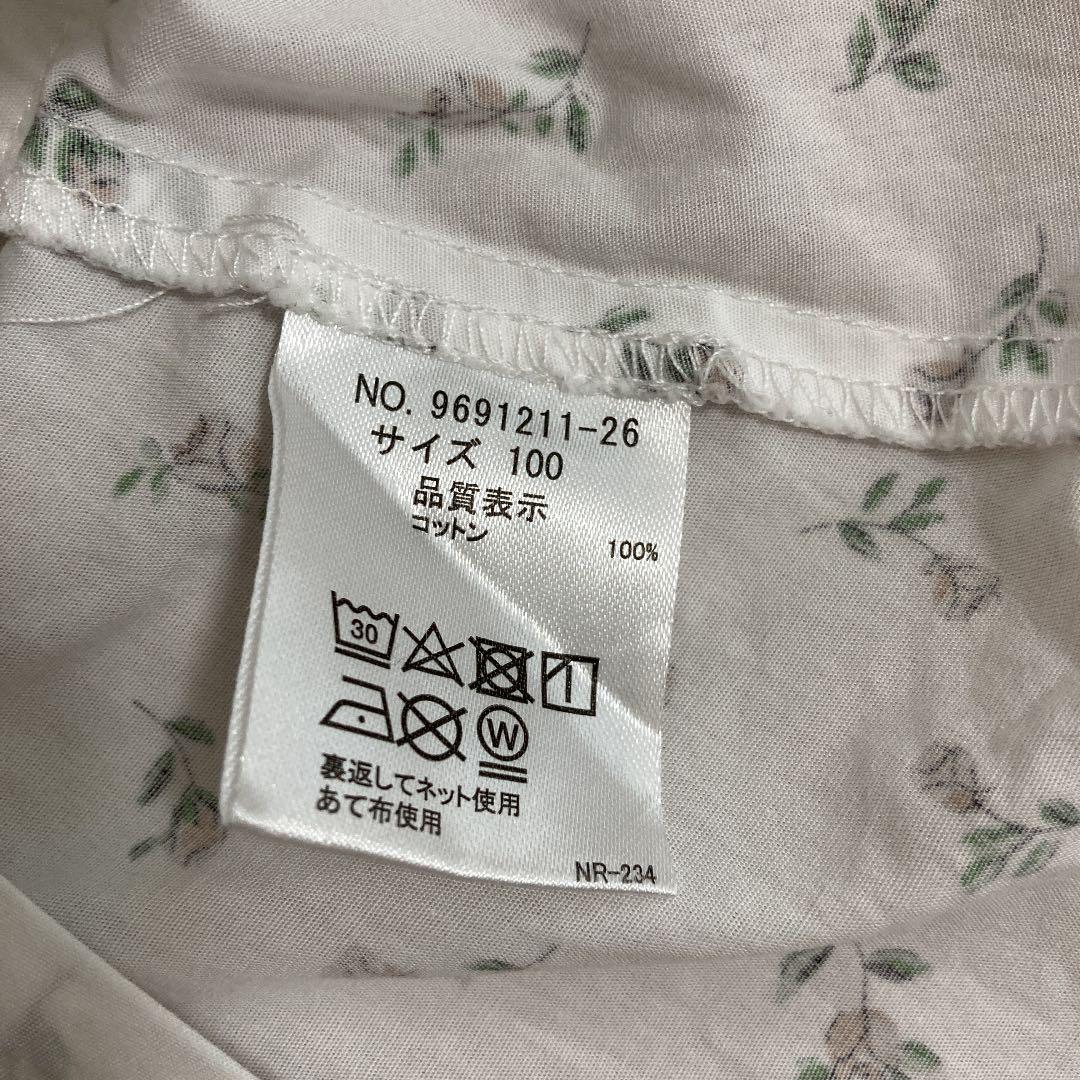 NO. 9691211-26
サイズ 100
品質表示
コットン 100%
30
W
裏返してネット使用
あて布使用
NR-234